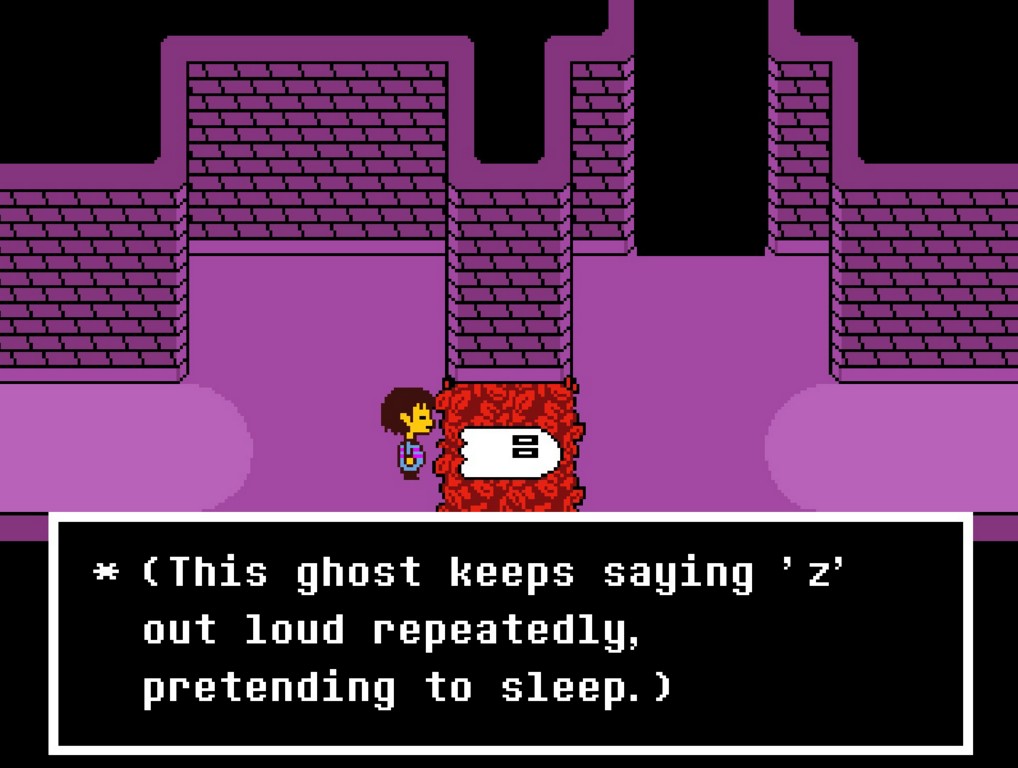 * (This ghost keeps saying 'z'
out loud repeatedly,
pretending to sleep.)